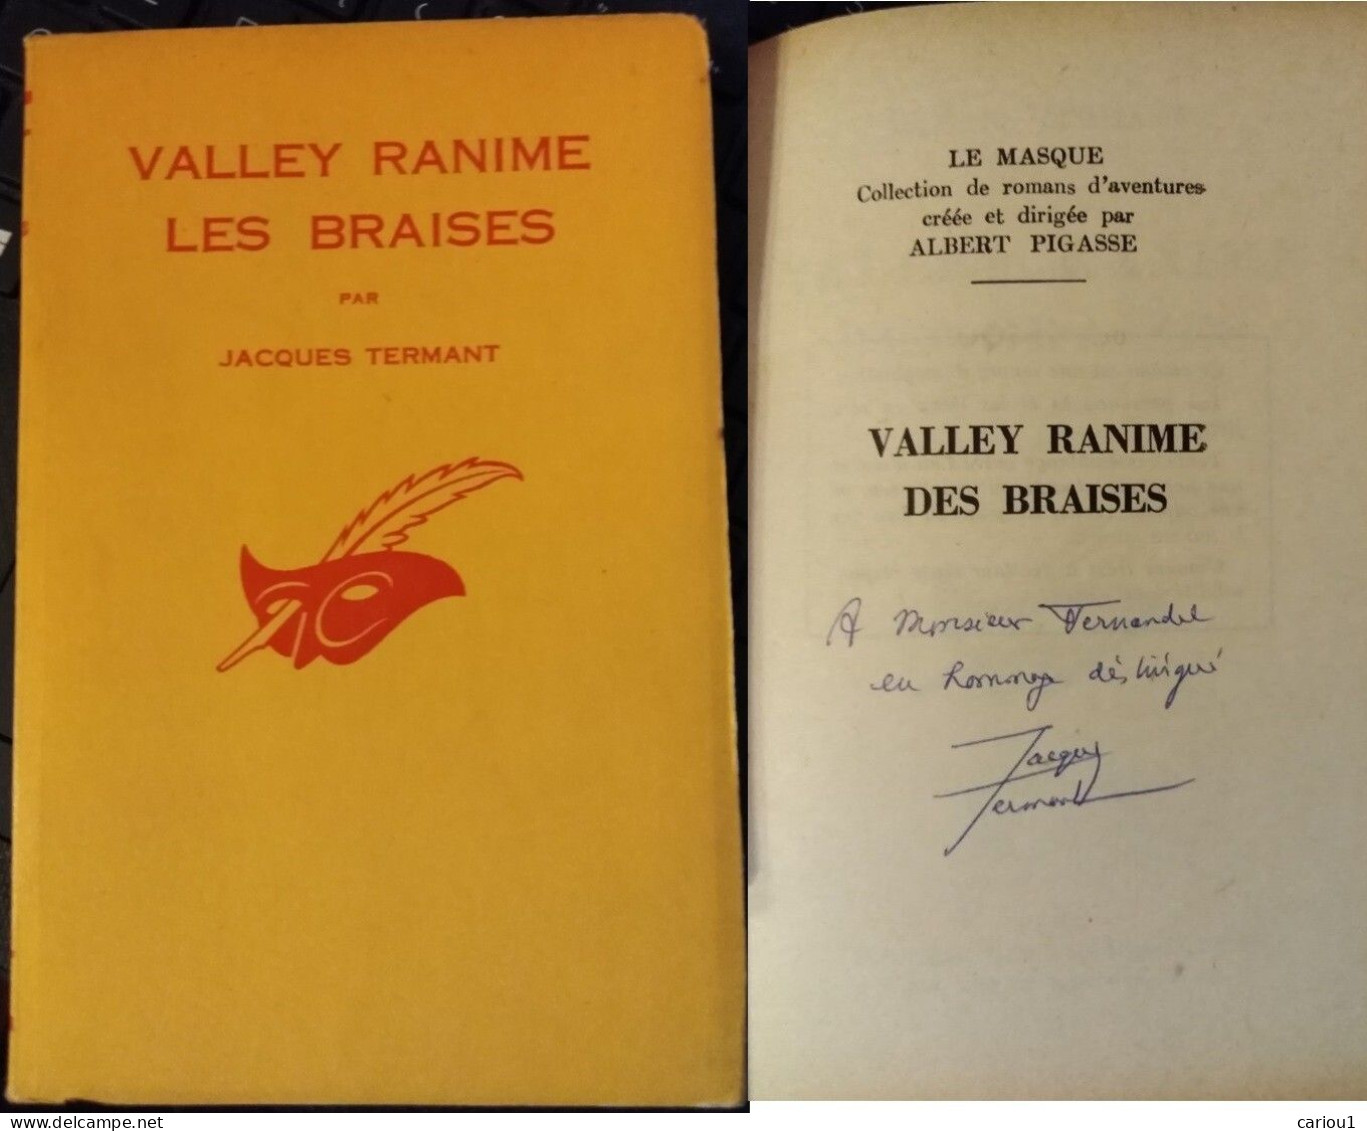 VALLEY RANIME
LES BRAISES
PAR
JACQUES TERMANT
LE MASQUE
Collection de romans d'aventures
créée et dirigée par
ALBERT PIGASSE
VALLEY RANIME
DES BRAISES
A Monsieur Fernandel
en hommage distingué
Jacques
Termant
delcampe.net
cariou1